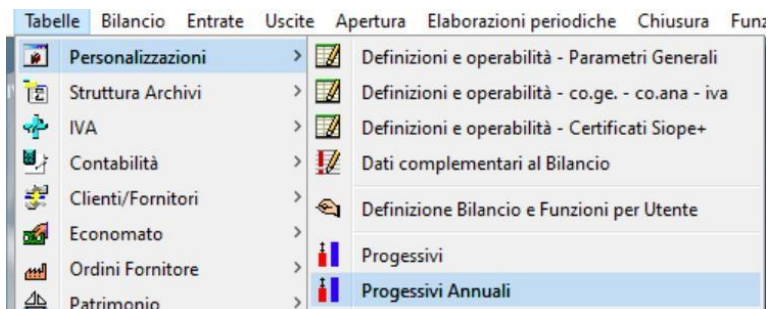 Tabelle Bilancio Entrate Uscite Apertura Elaborazioni periodiche Chiusura Funz
Personalizzazioni
Struttura Archivi
IVA
Contabilità
Clienti/Fornitori
Economato
Ordini Fornitore
Patrimonio
Definizioni e operabilità - Parametri Generali
Definizioni e operabilità - co.ge. - co.ana - iva
Definizioni e operabilità - Certificati Siope+
Dati complementari al Bilancio
Definizione Bilancio e Funzioni per Utente
Progessivi
Progessivi Annuali